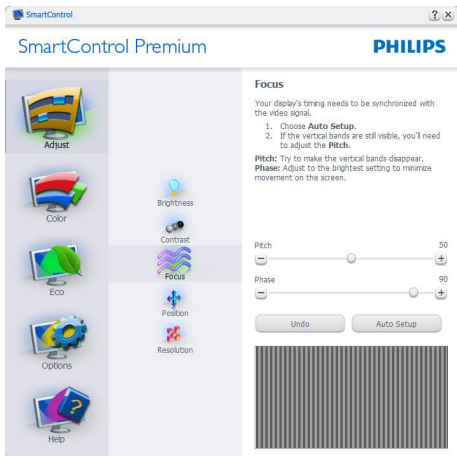 SmartControl
? ×
SmartControl Premium
PHILIPS
Adjust
Color
Eco
Options
Help
Brightness
Contrast
Focus
Position
Resolution
Focus
Your display's timing needs to be synchronized with
the video signal.
1. Choose Auto Setup.
2. If the vertical bands are still visible, you'll need
to adjust the Pitch.
Pitch: Try to make the vertical bands disappear.
Phase: Adjust to the brightest setting to minimize
movement on the screen.
Pitch 50
− +
Phase 90
− +
Undo Auto Setup